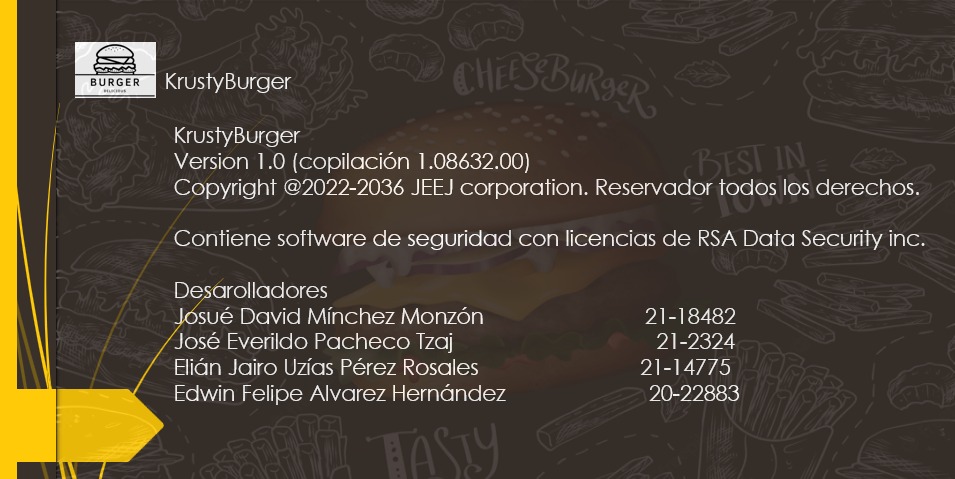 BURGER
DELICIOUS
KrustyBurger
CHEESEBURGER
KrustyBurger
Version 1.0 (copilación 1.08632.00)
BEST IN
TOWN
Copyright @2022-2036 JEEJ corporation. Reservador todos los derechos.
Contiene software de seguridad con licencias de RSA Data Security inc.
Desarolladores
Josué David Mínchez Monzón 21-18482
José Everildo Pacheco Tzaj 21-2324
Elián Jairo Uzías Pérez Rosales 21-14775
Edwin Felipe Alvarez Hernández 20-22883
TASTY